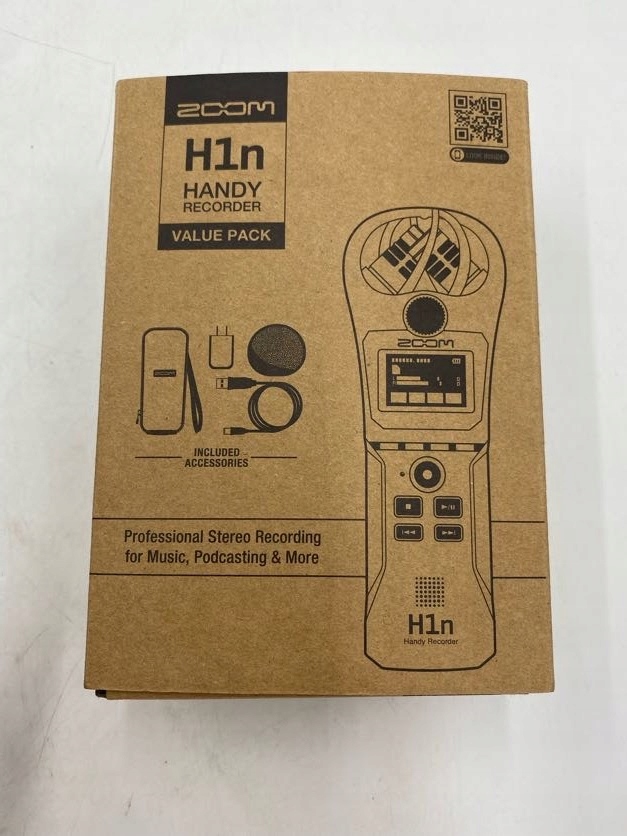 ZOOM
H1n
HANDY
RECORDER
VALUE PACK
ZOOM
ZOOM
INCLUDED
ACCESSORIES
Professional Stereo Recording
for Music, Podcasting & More
H1n
Handy Recorder